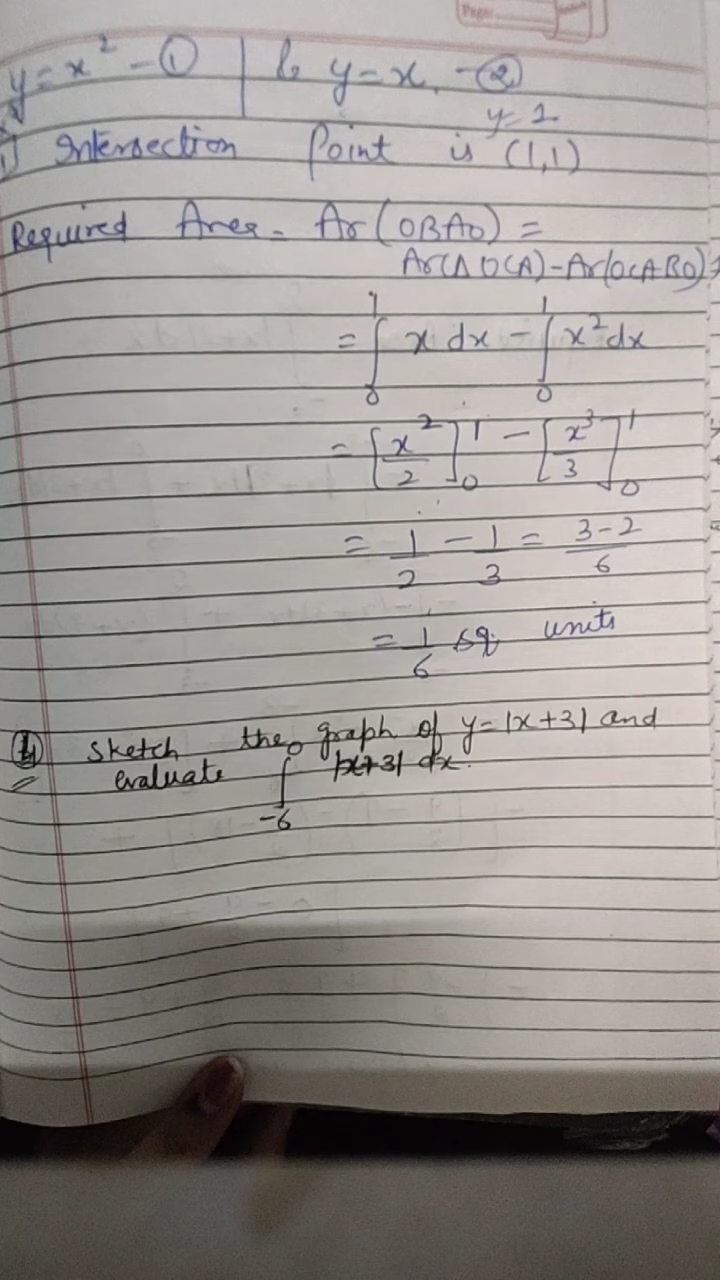 y = x² - ① | & y = x. - ②
y = 1
Intersection Point is (1,1)
Required Area = Ar(OBAO) =
Ar(Δ OCA) - Ar(OCABO)
= ∫₀¹ x dx - ∫₀¹ x² dx
= [x²/2]₀¹ - [x³/3]₀¹
= 1/2 - 1/3 = 3-2/6
= 1/6 sq units
④ Sketch the graph of y = |x+3| and
evaluate ∫₋₆⁰ |x+3| dx.